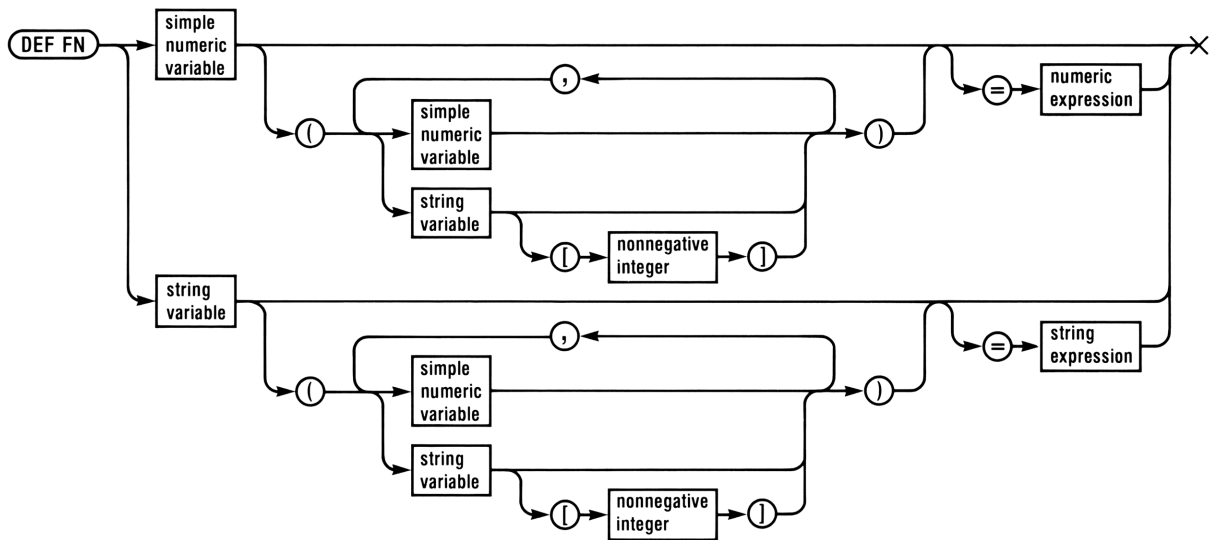 DEF FN
simple
numeric
variable
(
,
simple
numeric
variable
string
variable
[
nonnegative
integer
]
)
=
numeric
expression
string
variable
(
,
simple
numeric
variable
string
variable
[
nonnegative
integer
]
)
=
string
expression